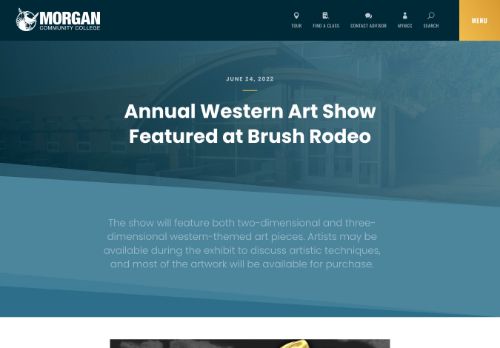 MORGAN
COMMUNITY COLLEGE
TOUR FIND A CLASS CONTACT ADVISOR MYMCC SEARCH MENU
JUNE 24, 2022
Annual Western Art Show
Featured at Brush Rodeo
The show will feature both two-dimensional and three-
dimensional western-themed art pieces. Artists may be
available during the exhibit to discuss artistic techniques,
and most of the artwork will be available for purchase.